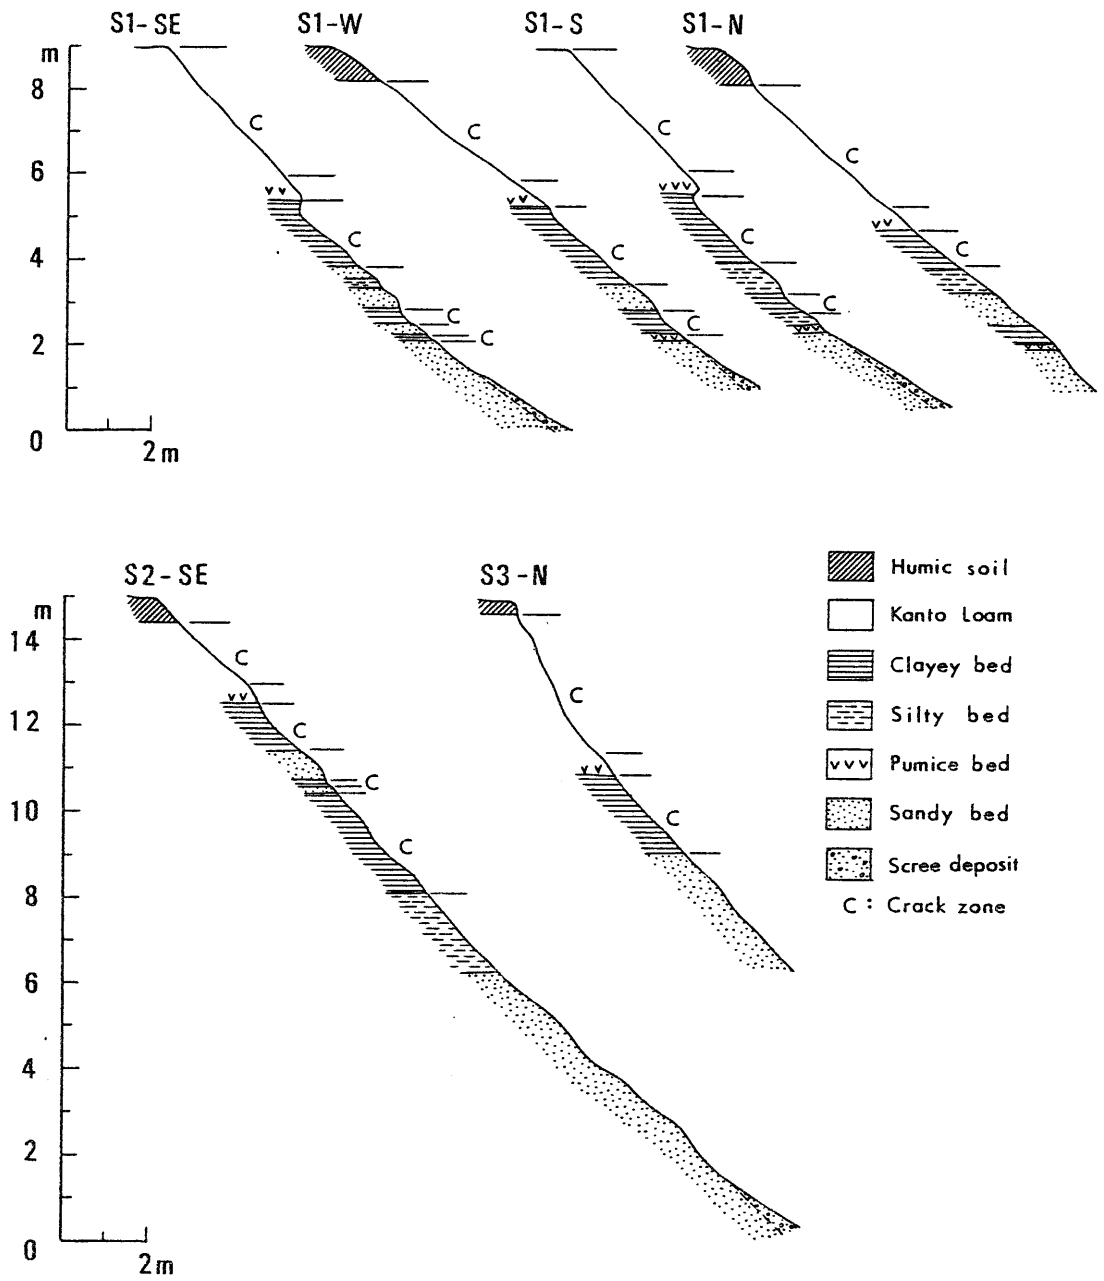 S1-SE S1-W S1-S S1-N
m
8
6
4
2
0
2m
C
C
C
C
C
C
C
C
C
C
C
C
C
S2-SE S3-N
m
14
12
10
8
6
4
2
0
2m
C
C
C
C
C
C
Humic soil
Kanto Loam
Clayey bed
Silty bed
Pumice bed
Sandy bed
Scree deposit
C : Crack zone